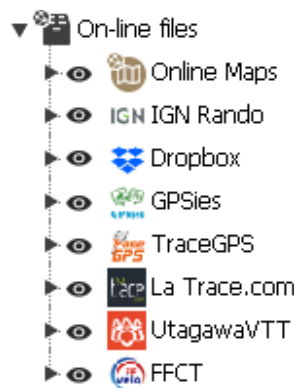 On-line files
Online Maps
IGN IGN Rando
Dropbox
GPSies
TraceGPS
La Trace.com
UtagawaVTT
FFCT